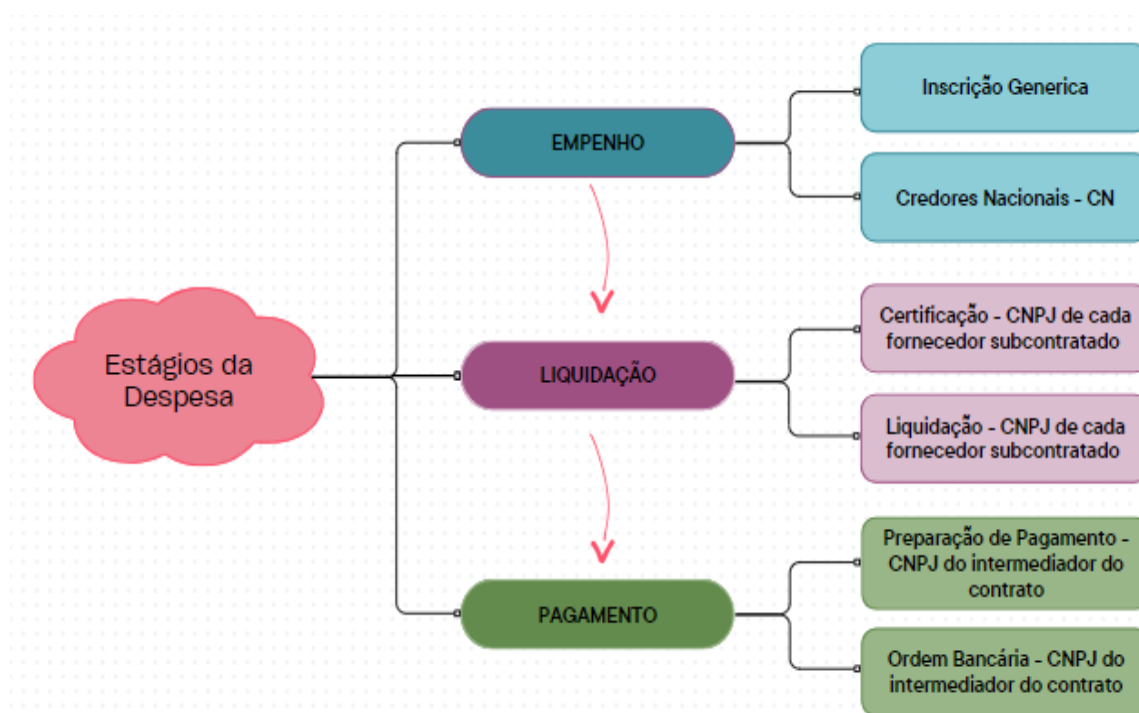 Estágios da
Despesa
EMPENHO
Inscrição Generica
Credores Nacionais - CN
LIQUIDAÇÃO
Certificação - CNPJ de cada
fornecedor subcontratado
Liquidação - CNPJ de cada
fornecedor subcontratado
PAGAMENTO
Preparação de Pagamento -
CNPJ do intermediador do
contrato
Ordem Bancária - CNPJ do
intermediador do contrato